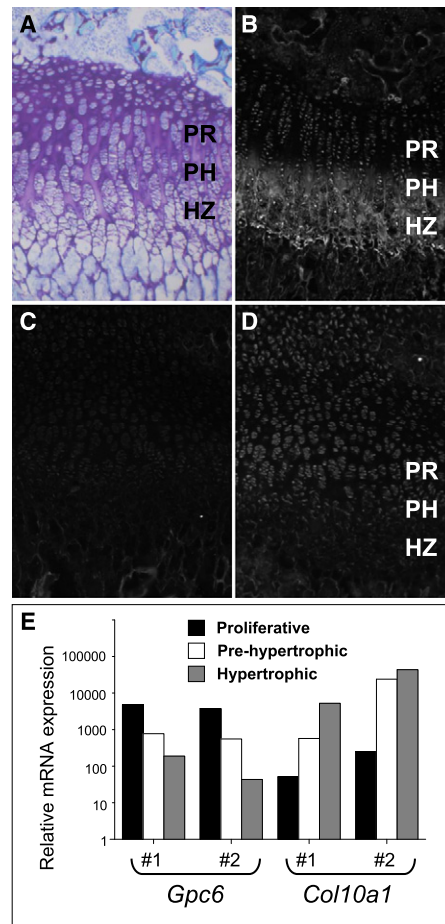 A
PR
PH
HZ
B
PR
PH
HZ
C
D
PR
PH
HZ
E
Proliferative
Pre-hypertrophic
Hypertrophic
Relative mRNA expression
100000
10000
1000
100
10
1
#1 #2 #1 #2
Gpc6 Col10a1